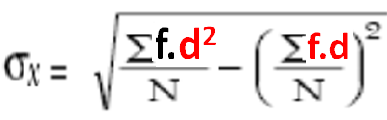 σx = √(Σf.d²/N − (Σf.d/N)²)